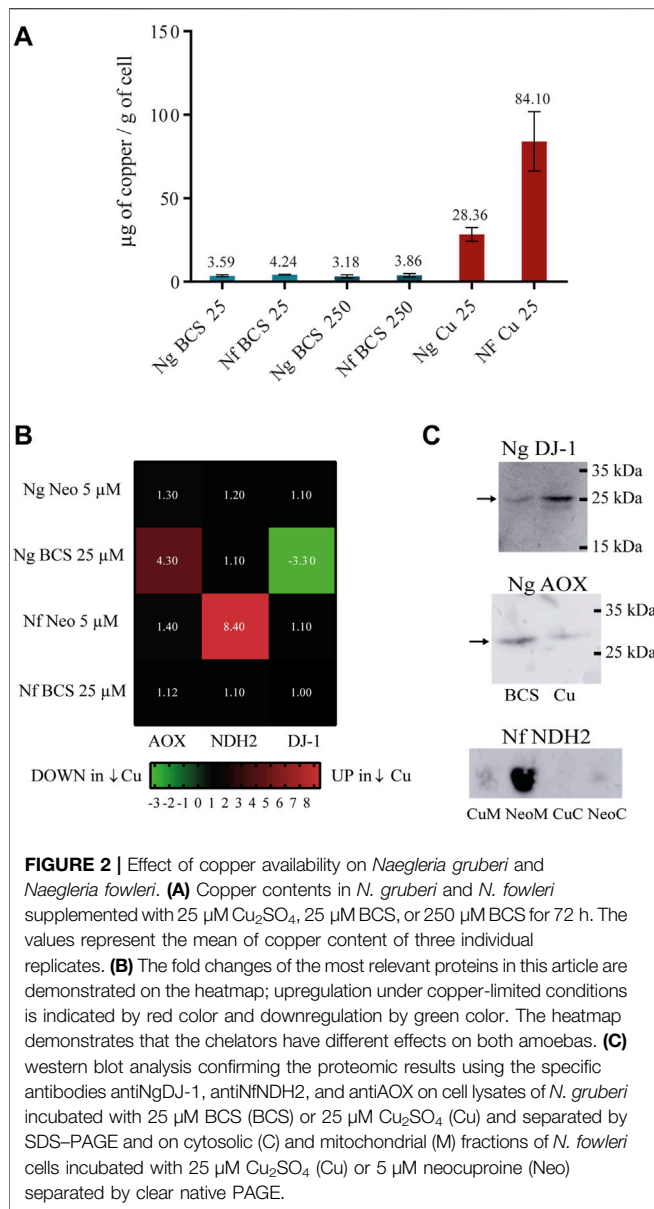 A
µg of copper / g of cell
150
100
50
0
3.59
4.24
3.18
3.86
28.36
84.10
Ng BCS 25
Nf BCS 25
Ng BCS 250
Nf BCS 250
Ng Cu 25
NF Cu 25
B
Ng Neo 5 µM
1.30 1.20 1.10
Ng BCS 25 µM
4.30 1.10 -3.30
Nf Neo 5 µM
1.40 8.40 1.10
Nf BCS 25 µM
1.12 1.10 1.00
AOX NDH2 DJ-1
DOWN in ↓Cu UP in ↓ Cu
-3 -2 -1 0 1 2 3 4 5 6 7 8
C
Ng DJ-1
35 kDa
→ 25 kDa
15 kDa
Ng AOX
35 kDa
→ 25 kDa
BCS Cu
Nf NDH2
CuM NeoM CuC NeoC
FIGURE 2 | Effect of copper availability on Naegleria gruberi and
Naegleria fowleri. (A) Copper contents in N. gruberi and N. fowleri
supplemented with 25 µM Cu₂SO₄, 25 µM BCS, or 250 µM BCS for 72 h. The
values represent the mean of copper content of three individual
replicates. (B) The fold changes of the most relevant proteins in this article are
demonstrated on the heatmap; upregulation under copper-limited conditions
is indicated by red color and downregulation by green color. The heatmap
demonstrates that the chelators have different effects on both amoebas. (C)
western blot analysis confirming the proteomic results using the specific
antibodies antiNgDJ-1, antiNfNDH2, and antiAOX on cell lysates of N. gruberi
incubated with 25 µM BCS (BCS) or 25 µM Cu₂SO₄ (Cu) and separated by
SDS–PAGE and on cytosolic (C) and mitochondrial (M) fractions of N. fowleri
cells incubated with 25 µM Cu₂SO₄ (Cu) or 5 µM neocuproine (Neo)
separated by clear native PAGE.